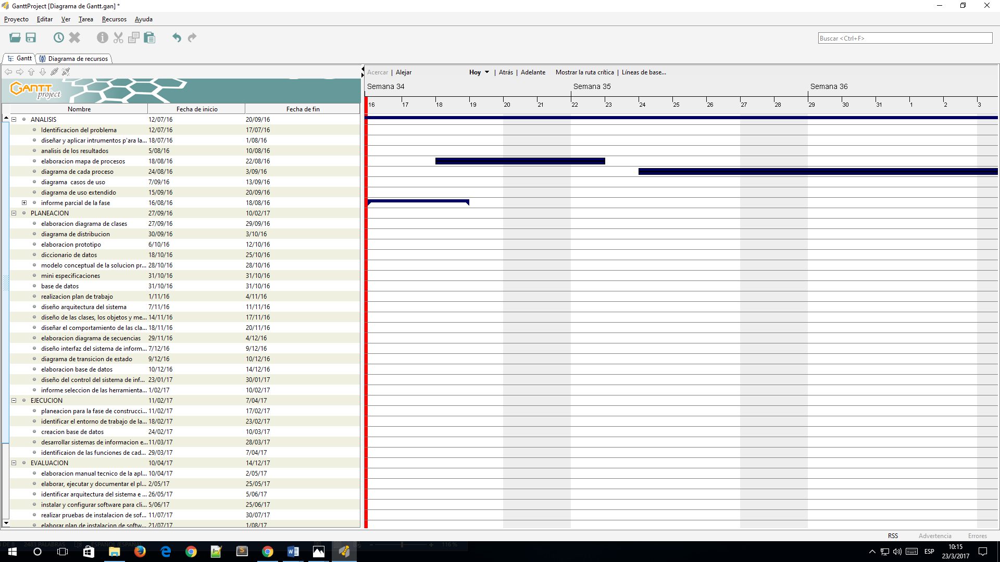 GanttProject [Diagrama de Gantt.gan] *
Proyecto Editar Ver Tarea Recursos Ayuda
Buscar <Ctrl+F>
Gantt Diagrama de recursos
Acercar | Alejar Hoy | Atrás | Adelante Mostrar la ruta crítica | Líneas de base...
GANTT project
Semana 34 Semana 35 Semana 36
16 17 18 19 20 21 22 23 24 25 26 27 28 29 30 31 1 2 3
Nombre Fecha de inicio Fecha de fin
ANALISIS 12/07/16 20/09/16
Identificacion del problema 12/07/16 17/07/16
diseñar y aplicar intrumentos p'ara la... 18/07/16 1/08/16
analisis de los resultados 5/08/16 10/08/16
elaboracion mapa de procesos 18/08/16 22/08/16
diagrama de cada proceso 24/08/16 3/09/16
diagrama  casos de uso 7/09/16 13/09/16
diagrama de uso extendido 15/09/16 20/09/16
informe parcial de la fase 16/08/16 18/08/16
PLANEACION 27/09/16 10/02/17
elaboracion diagrama de clases 27/09/16 29/09/16
diagrama de distribucion 30/09/16 3/10/16
elaboracion prototipo 6/10/16 12/10/16
diccionario de datos 18/10/16 25/10/16
modelo conceptual de la solucion pr... 28/10/16 28/10/16
mini especificaciones 31/10/16 31/10/16
base de datos 31/10/16 31/10/16
realizacion plan de trabajo 1/11/16 4/11/16
diseño arquitectura del sistema 7/11/16 11/11/16
diseño de las clases, los objetos y me... 14/11/16 17/11/16
diseñar el comportamiento de las cla... 18/11/16 20/11/16
elaboracion diagrama de secuencias 29/11/16 4/12/16
diseño interfaz del sistema de inform... 7/12/16 9/12/16
diagrama de transicion de estado 9/12/16 10/12/16
elaboracion base de datos 10/12/16 14/12/16
diseño del control del sistema de inf... 23/01/17 30/01/17
informe seleccion de las herramienta... 1/02/17 10/02/17
EJECUCION 11/02/17 7/04/17
planeacion para la fase de construcci... 11/02/17 17/02/17
identificar el entorno de trabajo de la... 18/02/17 23/02/17
creacion base de datos 24/02/17 10/03/17
desarrollar sistemas de informacion e... 11/03/17 28/03/17
identificaion de las funciones de cad... 29/03/17 7/04/17
EVALUACION 10/04/17 14/12/17
elaboracion manual tecnico de la apl... 10/04/17 2/05/17
elaborar, ejecutar y documentar el pl... 2/05/17 25/05/17
identificar arquitectura del sistema e ... 26/05/17 5/06/17
instalar y configurar software para cli... 5/06/17 25/06/17
realizar pruebas de instalacion de sof... 11/07/17 30/07/17
elaborar plan de instalacion de softw... 21/07/17 1/08/17
RSS Advertencia Errores
DE 8 2483 PALABRAS ESPAÑOL (ESPAÑA) 116 %
ESP
10:15
23/3/2017